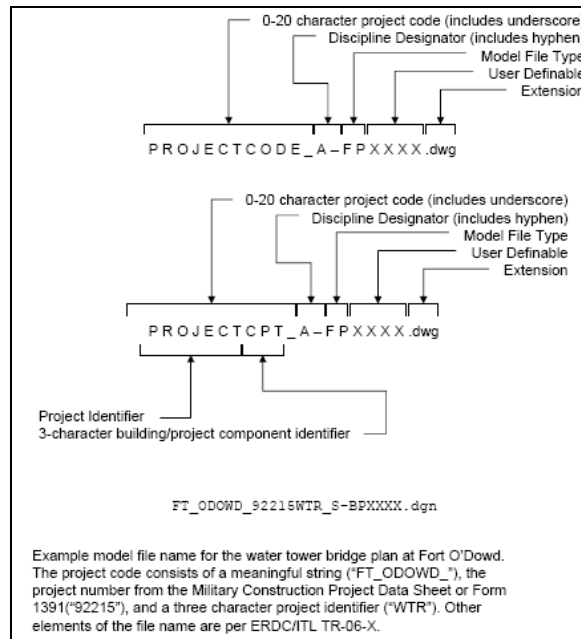 0-20 character project code (includes underscore)
Discipline Designator (includes hyphen)
Model File Type
User Definable
Extension
PROJECTCODE_A-FPXXXX.dwg
0-20 character project code (includes underscore)
Discipline Designator (includes hyphen)
Model File Type
User Definable
Extension
PROJECTCPT_A-FPXXXX.dwg
Project Identifier
3-character building/project component identifier
FT_ODOWD_92215WTR_S-BPXXXX.dgn
Example model file name for the water tower bridge plan at Fort O'Dowd.
The project code consists of a meaningful string ("FT_ODOWD_"), the
project number from the Military Construction Project Data Sheet or Form
1391("92215"), and a three character project identifier ("WTR"). Other
elements of the file name are per ERDC/ITL TR-06-X.